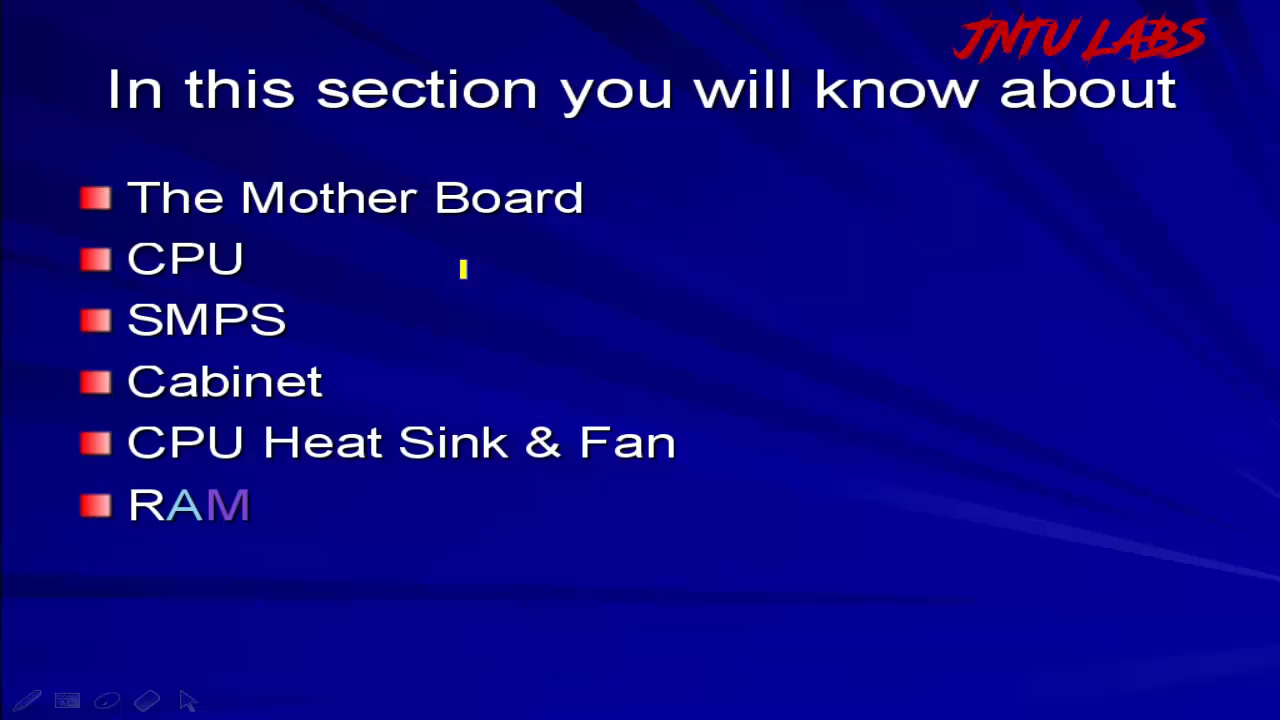 JNTU LABS
In this section you will know about
The Mother Board
CPU
SMPS
Cabinet
CPU Heat Sink & Fan
RAM